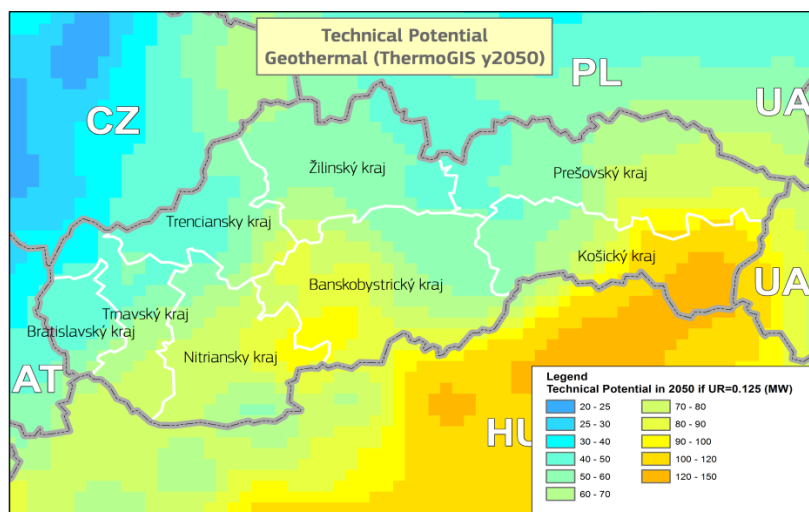 Technical Potential
Geothermal (ThermoGIS y2050)
PL
UA
CZ
Žilinský kraj
Prešovský kraj
Trenciansky kraj
Košický kraj
UA
Banskobystrický kraj
Trnavský kraj
Bratislavský kraj
Nitriansky kraj
AT
HU
Legend
Technical Potential in 2050 if UR=0.125 (MW)
20 - 25
25 - 30
30 - 40
40 - 50
50 - 60
60 - 70
70 - 80
80 - 90
90 - 100
100 - 120
120 - 150